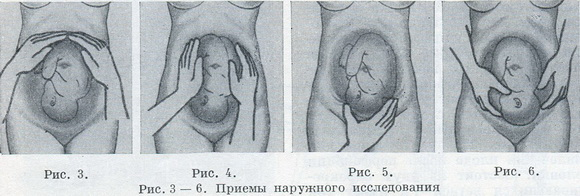 Рис. 3. Рис. 4. Рис. 5. Рис. 6.
Рис. 3 — 6. Приемы наружного исследования